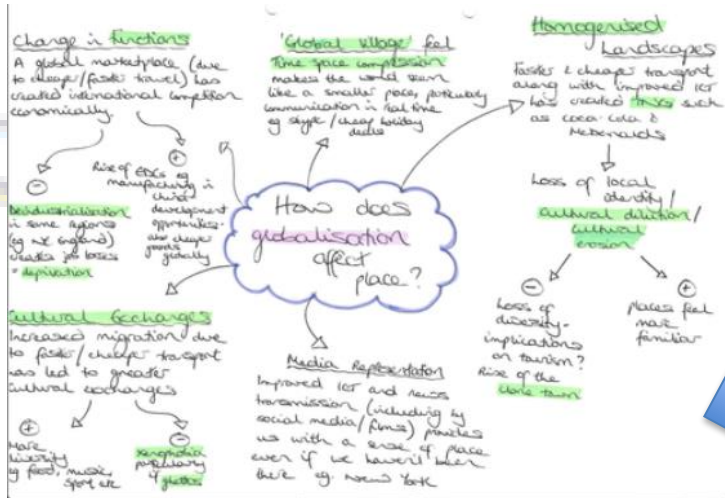 Change in functions
A global marketplace (due
to cheaper/faster travel) has
created international competition
economically.
⊖
Deindustrialisation
in some regions
(eg NE England)
creates job losses
= deprivation
⊕
Rise of EDCs eg
manufacturing in
China
development
opportunities-
also cheaper
goods
globally
'Global Village' feel
Time space compression
makes the world seem
like a smaller place,
communication in real time
eg skype / cheap holiday
deals
Homogenised
Landscapes
Faster & cheaper transport
along with improved ICT
has created TNCs such
as coca-cola &
McDonalds
Loss of local
identity/
cultural dilution/
cultural
erosion
⊖
Loss of
diversity-
implications
on tourism?
Rise of the
clone town
⊕
Places feel
more
familiar
How does
globalisation
affect
place?
Cultural Exchanges
Increased migration due
to faster/cheaper transport
has led to greater
cultural exchanges
⊕
More
diversity
eg food, music,
sport etc
⊖
xenophobia
particularly
if ghettos
Media Representation
Improved ICT and news
transmission (including by
social media/films) provides
us with a sense of place
even if we haven't been
there eg. New York